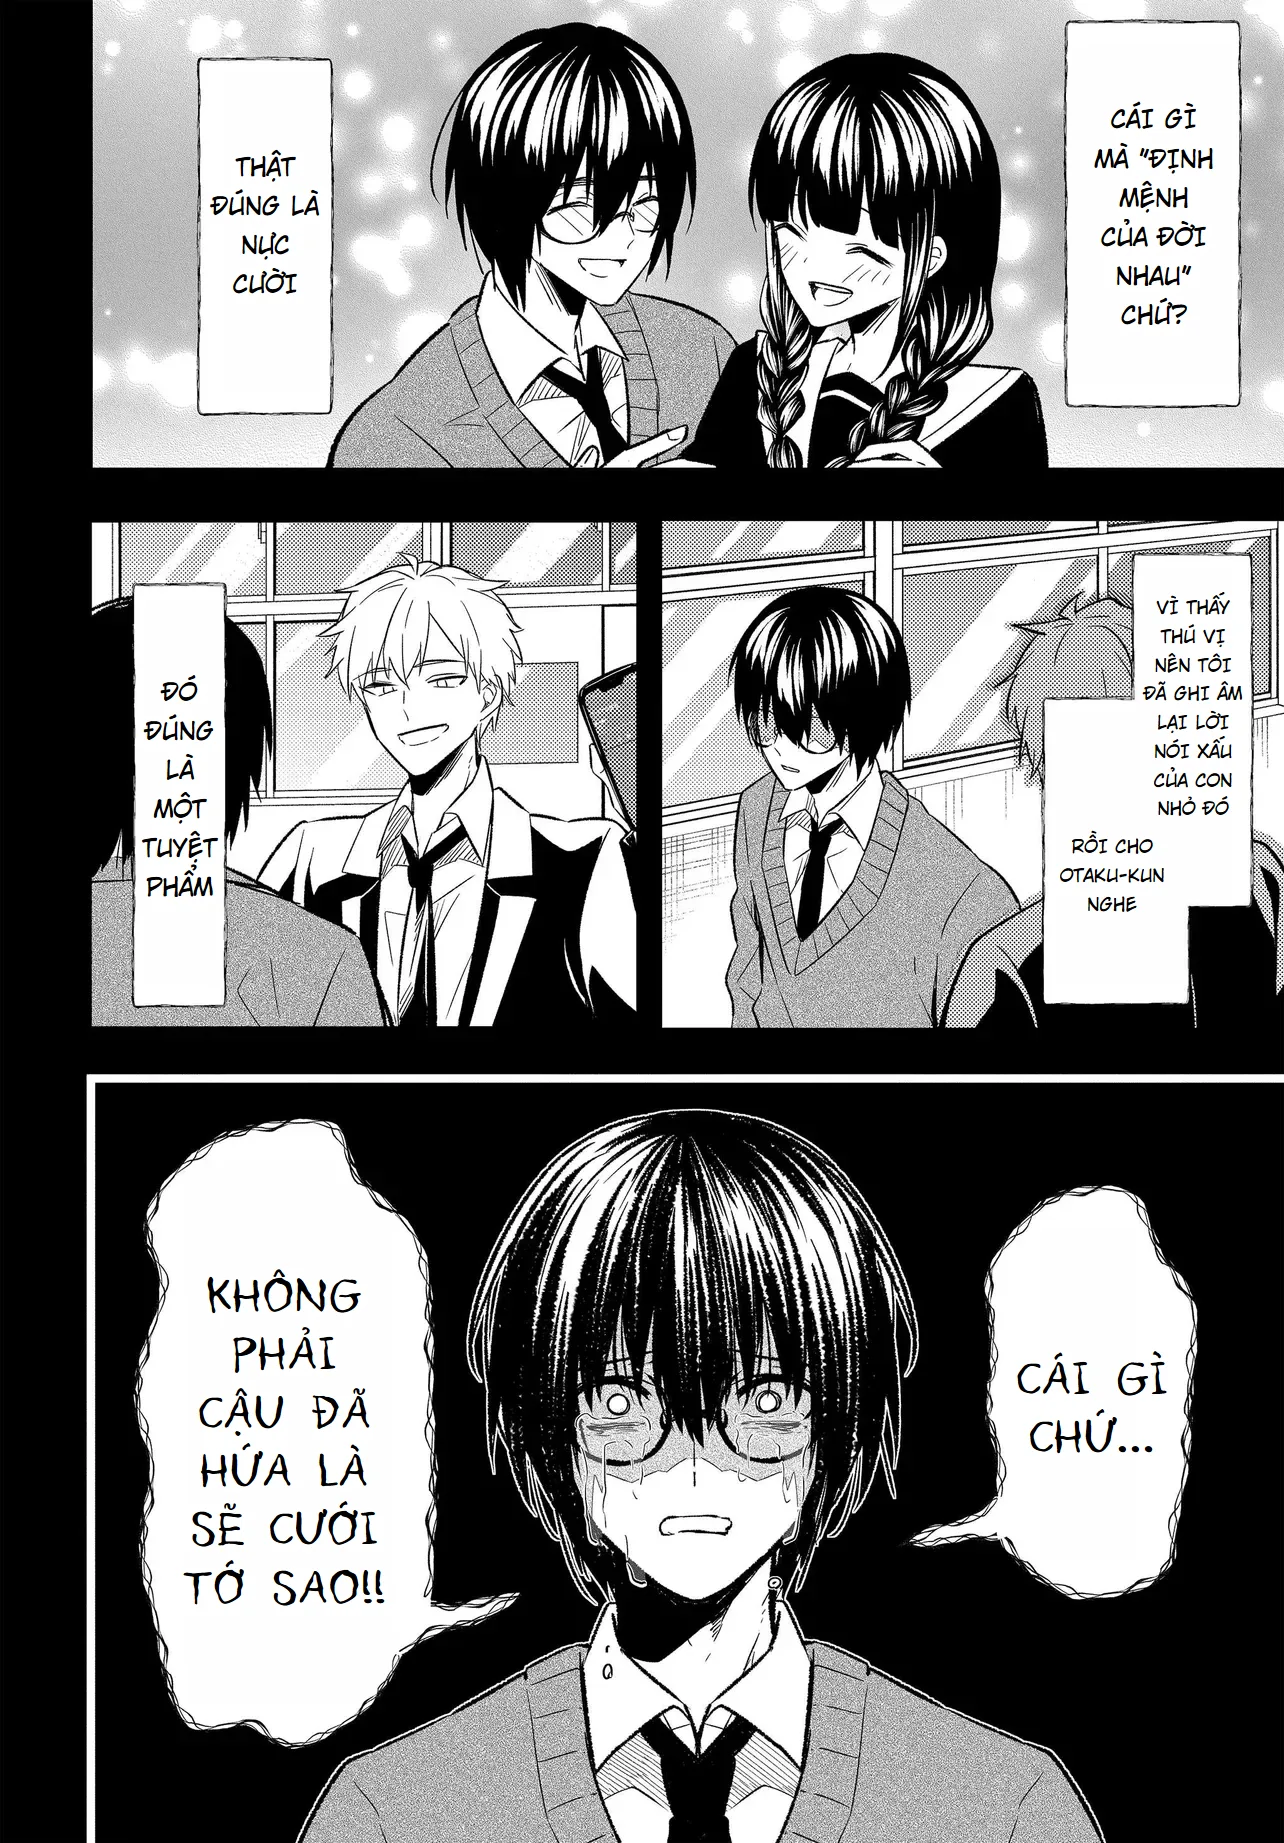 CÁI GÌ
MÀ "ĐỊNH
MỆNH
CỦA ĐỜI
NHAU"
CHỨ?
THẬT
ĐÚNG LÀ
NỰC
CƯỜI
VÌ THẤY
THÚ VỊ
NÊN TÔI
ĐÃ GHI ÂM
LẠI LỜI
NÓI XẤU
CỦA CON
NHỎ ĐÓ
RỒI CHO
OTAKU-KUN
NGHE
ĐÓ
ĐÚNG
LÀ
MỘT
TUYỆT
PHẨM
CÁI GÌ
CHỨ...
KHÔNG
PHẢI
CẬU ĐÃ
HỨA LÀ
SẼ CƯỚI
TỚ SAO!!